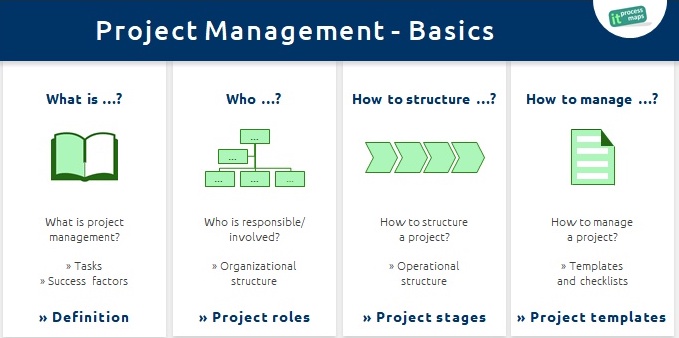 Project Management - Basics
it process
maps
What is ...?
What is project
management?
» Tasks
» Success factors
» Definition
Who ...?
...
...
... ... ...
Who is responsible/
involved?
» Organizational
structure
» Project roles
How to structure ...?
How to structure
a project?
» Operational
structure
» Project stages
How to manage ...?
How to manage
a project?
» Templates
and checklists
» Project templates